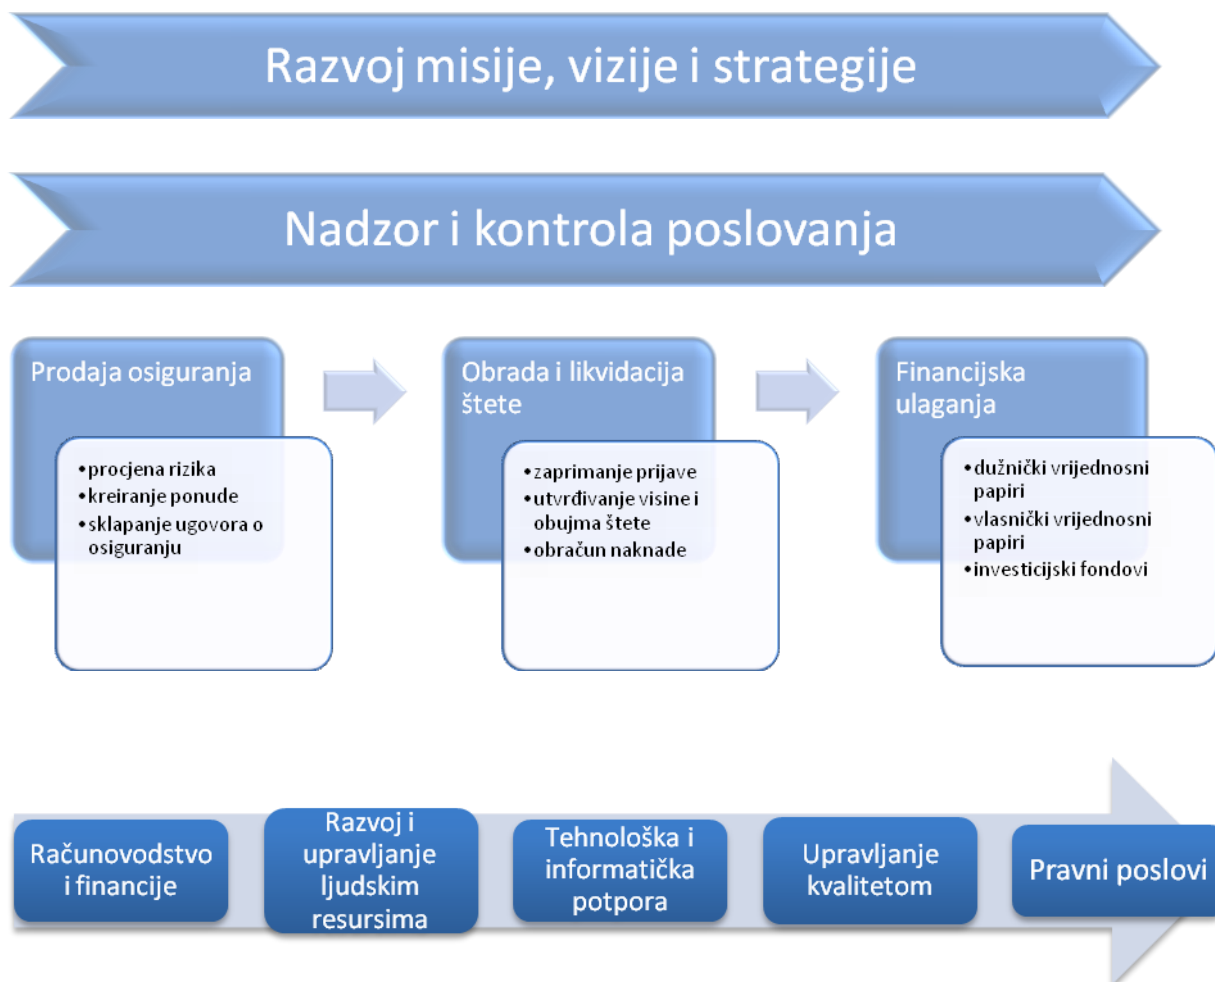 Razvoj misije, vizije i strategije
Nadzor i kontrola poslovanja
Prodaja osiguranja
•procjena rizika
•kreiranje ponude
•sklapanje ugovora o
osiguranju
Obrada i likvidacija
štete
•zaprimanje prijave
•utvrđivanje visine i
obujma štete
•obračun naknade
Financijska
ulaganja
•dužnički vrijednosni
papiri
•vlasnički vrijednosni
papiri
•investicijski fondovi
Računovodstvo
i financije
Razvoj i
upravljanje
ljudskim
resursima
Tehnološka i
informatička
potpora
Upravljanje
kvalitetom
Pravni poslovi